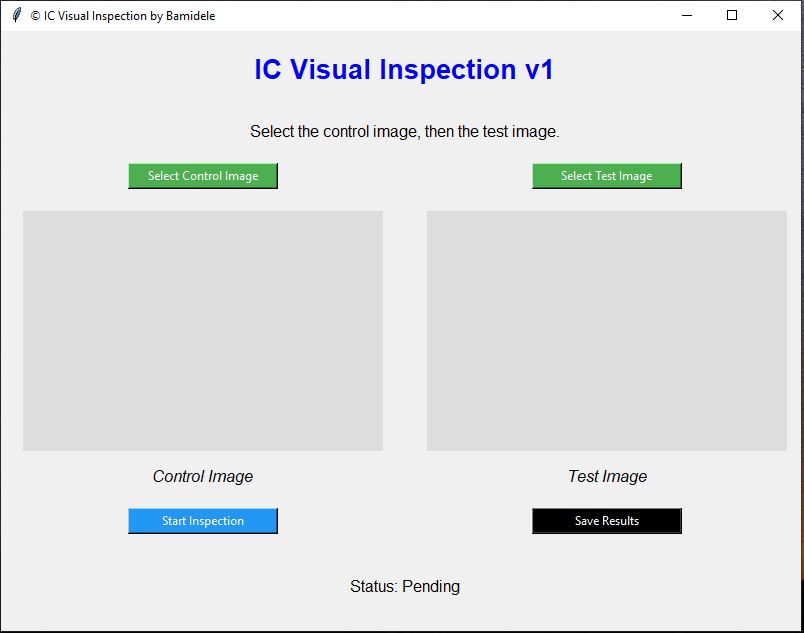 © IC Visual Inspection by Bamidele
IC Visual Inspection v1
Select the control image, then the test image.
Select Control Image
Select Test Image
Control Image
Test Image
Start Inspection
Save Results
Status: Pending